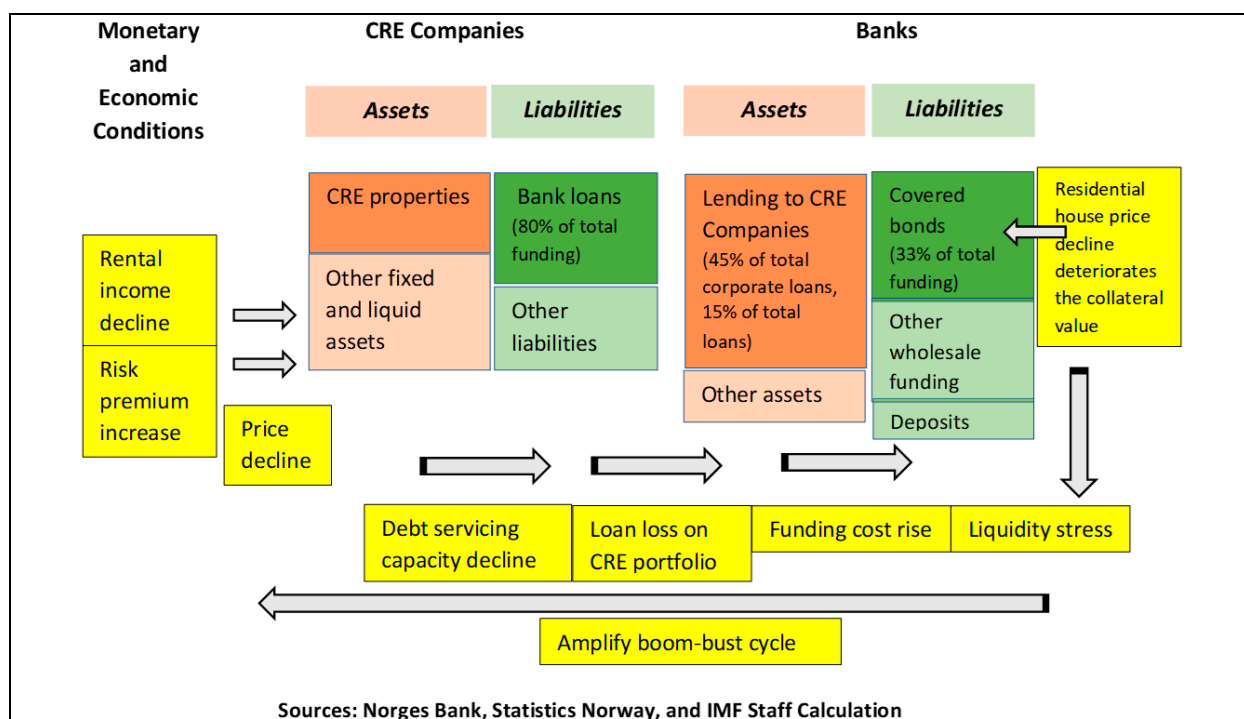 Monetary
and
Economic
Conditions
CRE Companies
Banks
Assets
Liabilities
Assets
Liabilities
Rental
income
decline
Risk
premium
increase
Price
decline
CRE properties
Other fixed
and liquid
assets
Bank loans
(80% of total
funding)
Other
liabilities
Lending to CRE
Companies
(45% of total
corporate loans,
15% of total
loans)
Other assets
Covered
bonds
(33% of total
funding)
Other
wholesale
funding
Deposits
Residential
house price
decline
deteriorates
the collateral
value
Debt servicing
capacity decline
Loan loss on
CRE portfolio
Funding cost rise
Liquidity stress
Amplify boom-bust cycle
Sources: Norges Bank, Statistics Norway, and IMF Staff Calculation